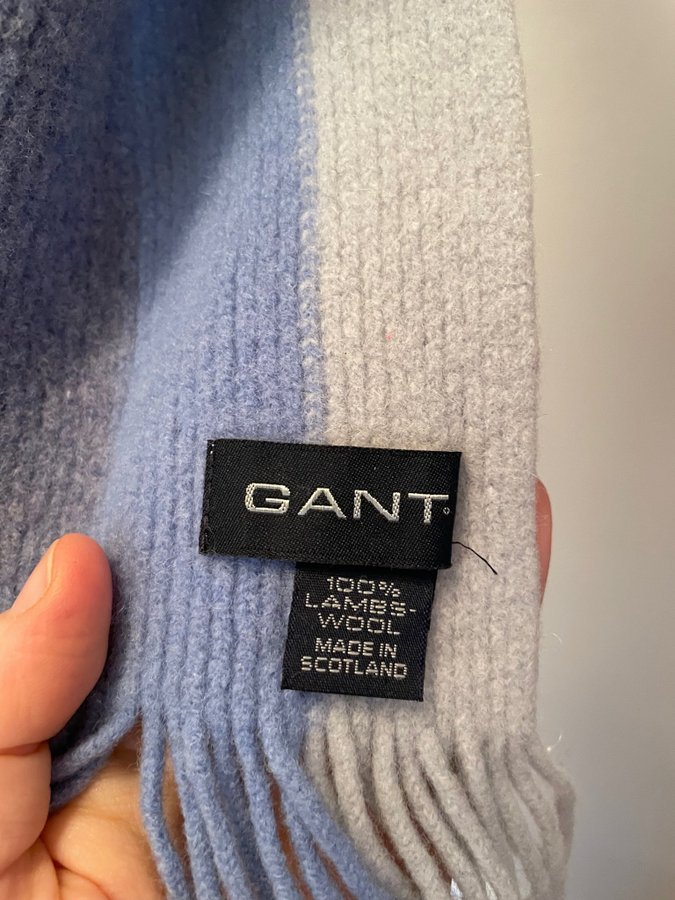 GANT
100%
LAMBS-
WOOL
MADE IN
SCOTLAND